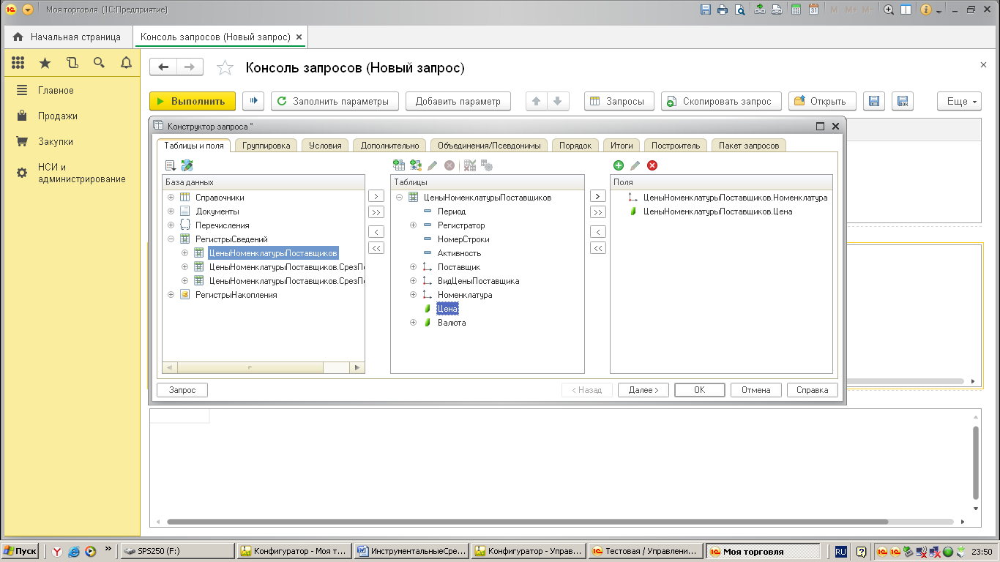 Моя торговля (1С:Предприятие)
M M+ M-
Начальная страница
Консоль запросов (Новый запрос)
Главное
Продажи
Закупки
НСИ и
администрирование
Консоль запросов (Новый запрос)
Выполнить
Заполнить параметры
Добавить параметр
Запросы
Скопировать запрос
Открыть
Еще
Конструктор запроса *
Таблицы и поля
Группировка
Условия
Дополнительно
Объединения/Псевдонимы
Порядок
Итоги
Построитель
Пакет запросов
База данных
Справочники
Документы
Перечисления
РегистрыСведений
ЦеныНоменклатурыПоставщиков
ЦеныНоменклатурыПоставщиков.СрезПо
ЦеныНоменклатурыПоставщиков.СрезПе
РегистрыНакопления
>
>>
<
<<
Таблицы
ЦеныНоменклатурыПоставщиков
Период
Регистратор
НомерСтроки
Активность
Поставщик
ВидЦеныПоставщика
Номенклатура
Цена
Валюта
>
>>
<
<<
Поля
ЦеныНоменклатурыПоставщиков.Номенклатура
ЦеныНоменклатурыПоставщиков.Цена
Запрос
< Назад
Далее >
OK
Отмена
Справка
Пуск
»
SPS250 (F:)
Конфигуратор - Моя т...
ИнструментальныеСре...
Конфигуратор - Управ...
Тестовая / Управлени...
Моя торговля
RU
23:50